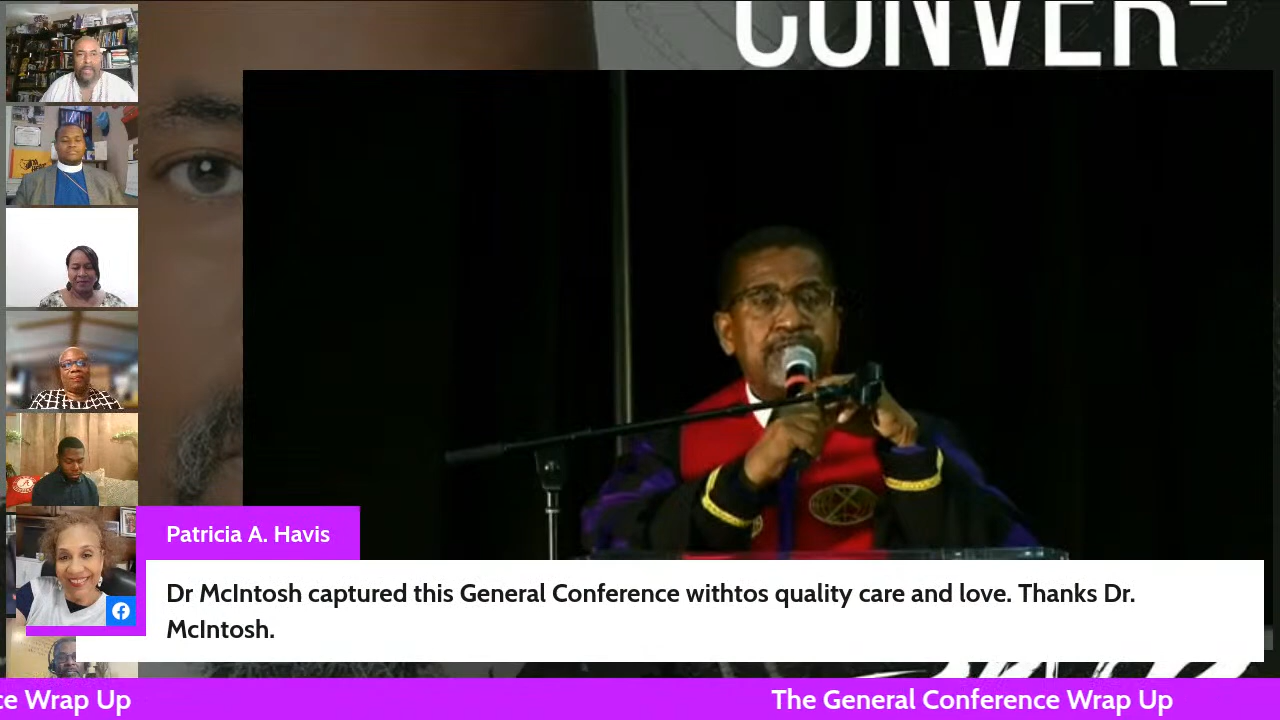 CONVER
Patricia A. Havis
Dr McIntosh captured this General Conference withtos quality care and love. Thanks Dr.
McIntosh.
ce Wrap Up
The General Conference Wrap Up